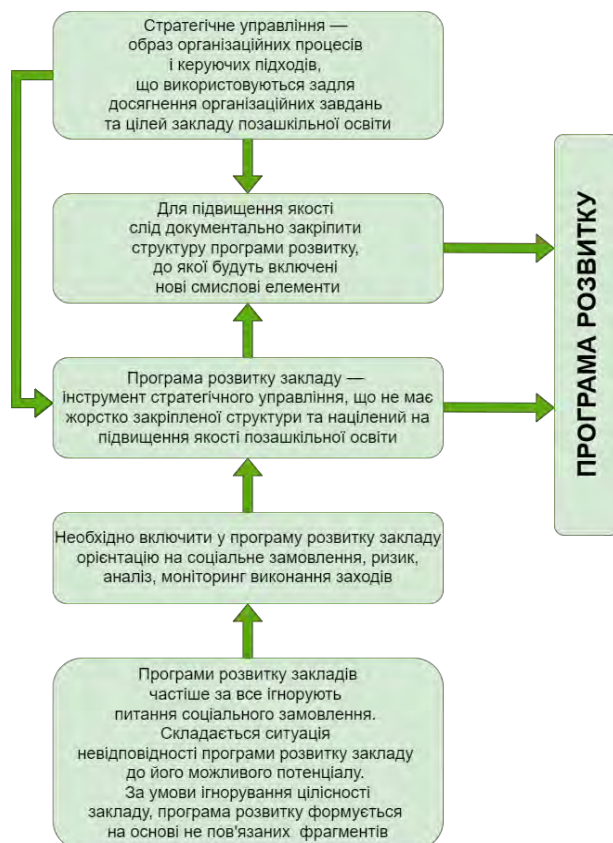 Стратегічне управління —
образ організаційних процесів
і керуючих підходів,
що використовуються задля
досягнення організаційних завдань
та цілей закладу позашкільної освіти
Для підвищення якості
слід документально закріпити
структуру програми розвитку,
до якої будуть включені
нові смислові елементи
Програма розвитку закладу —
інструмент стратегічного управління, що не має
жорстко закріпленої структури та націлений на
підвищення якості позашкільної освіти
Необхідно включити у програму розвитку закладу
орієнтацію на соціальне замовлення, ризик,
аналіз, моніторинг виконання заходів
Програми розвитку закладів
частіше за все ігнорують
питання соціального замовлення.
Складається ситуація
невідповідності програми розвитку закладу
до його можливого потенціалу.
За умови ігнорування цілісності
закладу, програма розвитку формується
на основі не пов'язаних фрагментів
ПРОГРАМА РОЗВИТКУ